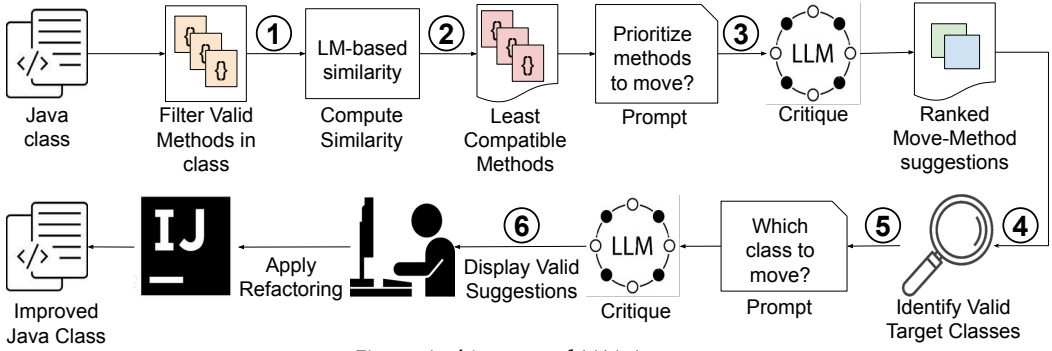 Java
class
Filter Valid
Methods in
class
1
LM-based
similarity
Compute
Similarity
2
Least
Compatible
Methods
Prioritize
methods
to move?
Prompt
3
LLM
Critique
Ranked
Move-Method
suggestions
4
Identify Valid
Target Classes
5
Which
class to
move?
Prompt
LLM
Critique
6
Display Valid
Suggestions
Apply
Refactoring
IJ
Improved
Java Class